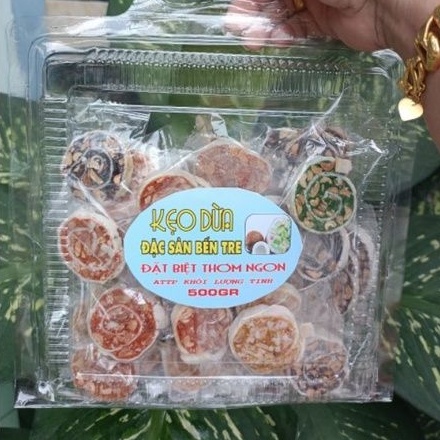 KẸO DỪA
ĐẶC SẢN BẾN TRE
ĐẶT BIỆT THƠM NGON
ATTP KHỐI LƯỢNG TỊNH
500GR